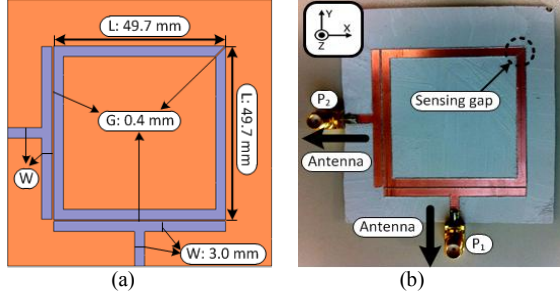 L: 49.7 mm
L: 49.7 mm
G: 0.4 mm
W
W: 3.0 mm
(a)
Y
X
Z
P2
Sensing gap
Antenna
Antenna
P1
(b)